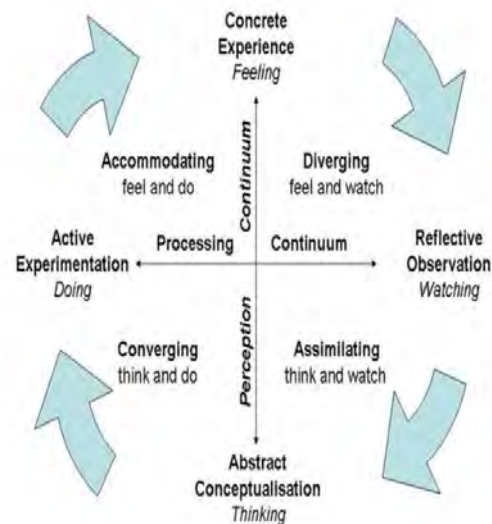 Concrete
Experience
Feeling
Accommodating
feel and do
Continuum
Diverging
feel and watch
Active
Experimentation
Doing
Processing
Continuum
Reflective
Observation
Watching
Converging
think and do
Perception
Assimilating
think and watch
Abstract
Conceptualisation
Thinking